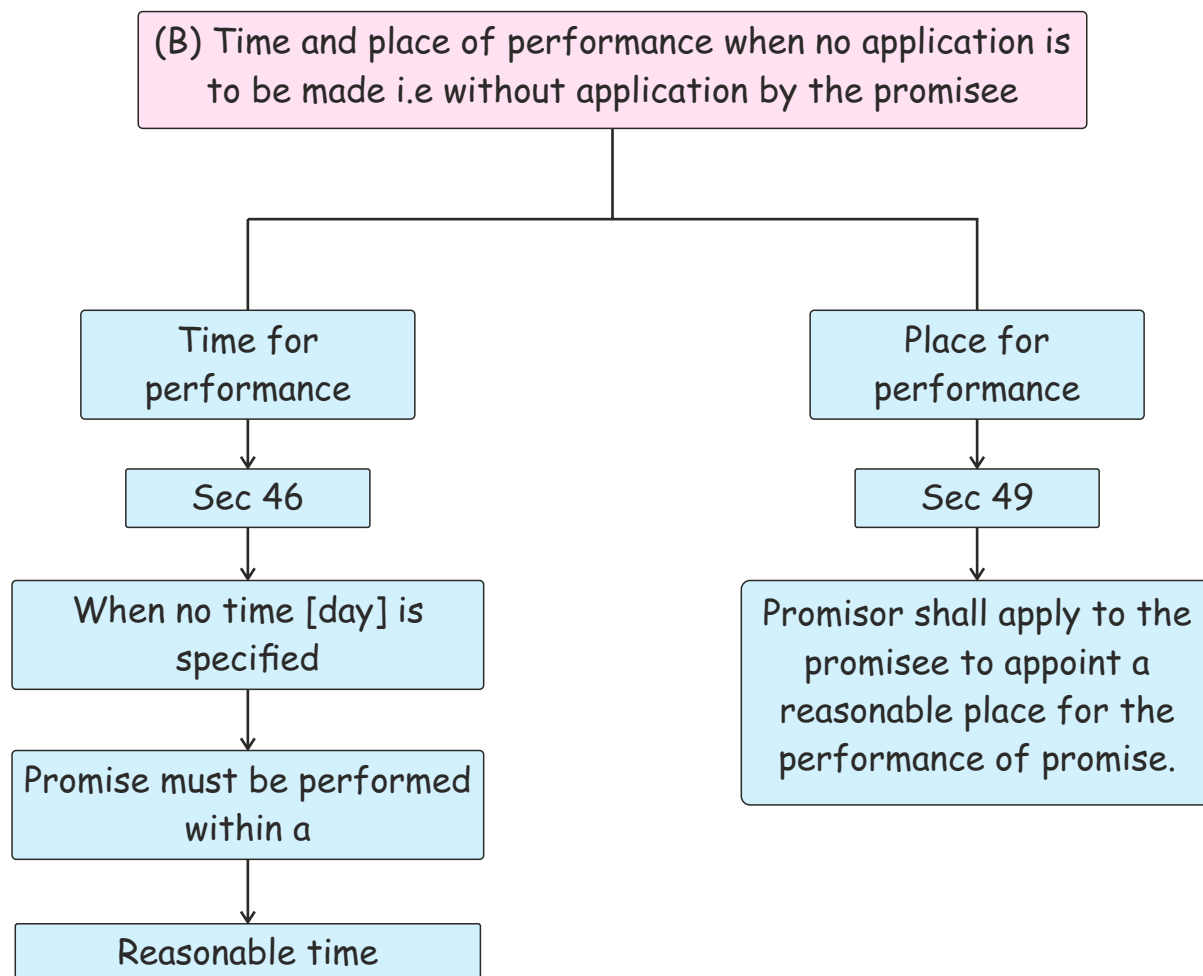 (B) Time and place of performance when no application is
to be made i.e without application by the promisee
Time for
performance
Sec 46
When no time [day] is
specified
Promise must be performed
within a
Reasonable time
Place for
performance
Sec 49
Promisor shall apply to the
promisee to appoint a
reasonable place for the
performance of promise.